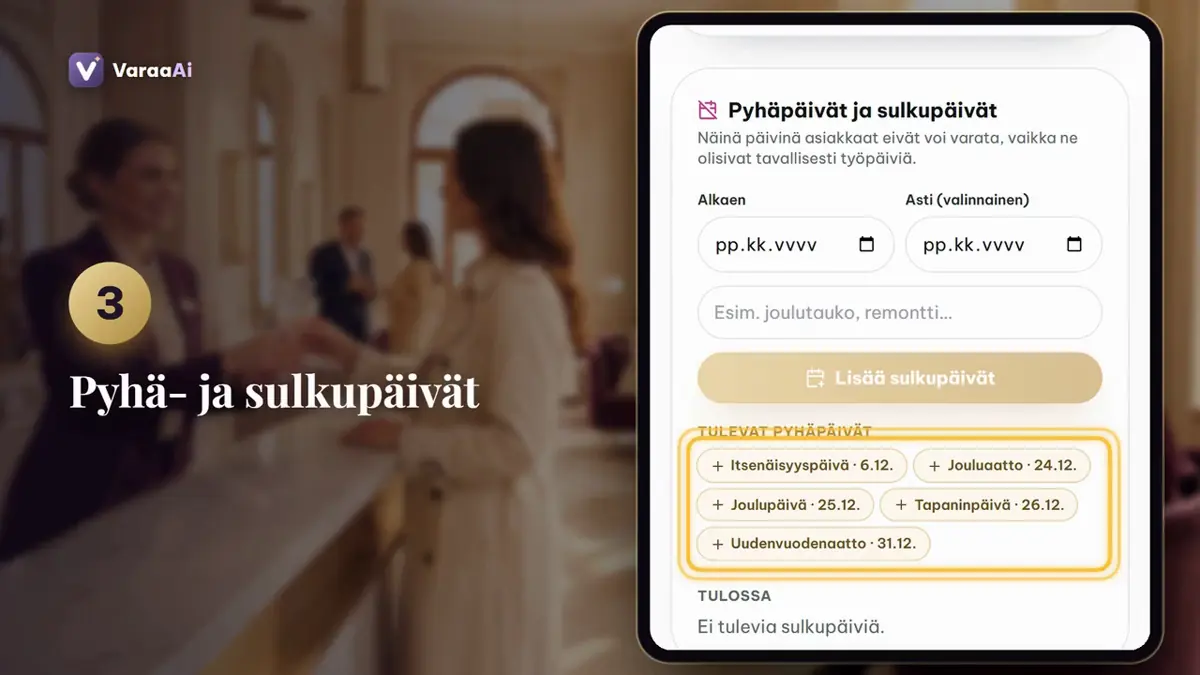 VaraaAi
3
Pyhä- ja sulkupäivät
Pyhäpäivät ja sulkupäivät
Näinä päivinä asiakkaat eivät voi varata, vaikka ne
olisivat tavallisesti työpäiviä.
Alkaen
Asti (valinnainen)
pp.kk.vvvv
pp.kk.vvvv
Esim. joulutauko, remontti...
Lisää sulkupäivät
TULEVAT PYHÄPÄIVÄT
+ Itsenäisyyspäivä · 6.12.
+ Jouluaatto · 24.12.
+ Joulupäivä · 25.12.
+ Tapaninpäivä · 26.12.
+ Uudenvuodenaatto · 31.12.
TULOSSA
Ei tulevia sulkupäiviä.